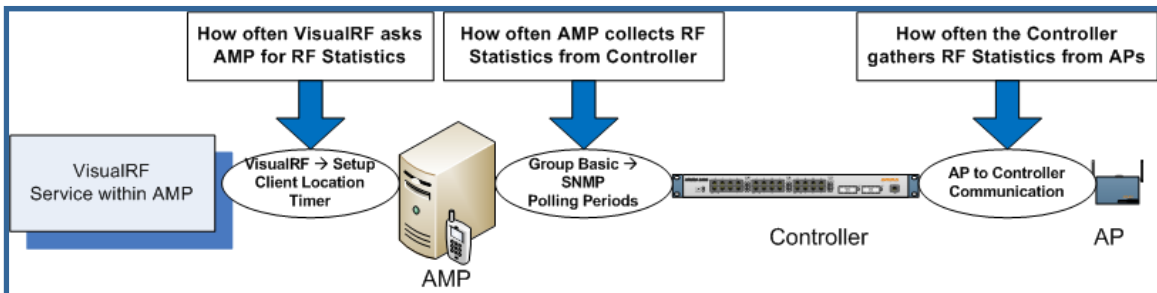 How often VisualRF asks
AMP for RF Statistics
How often AMP collects RF
Statistics from Controller
How often the Controller
gathers RF Statistics from APs
VisualRF
Service within AMP
VisualRF → Setup
Client Location
Timer
Group Basic →
SNMP
Polling Periods
AP to Controller
Communication
AMP
Controller
AP